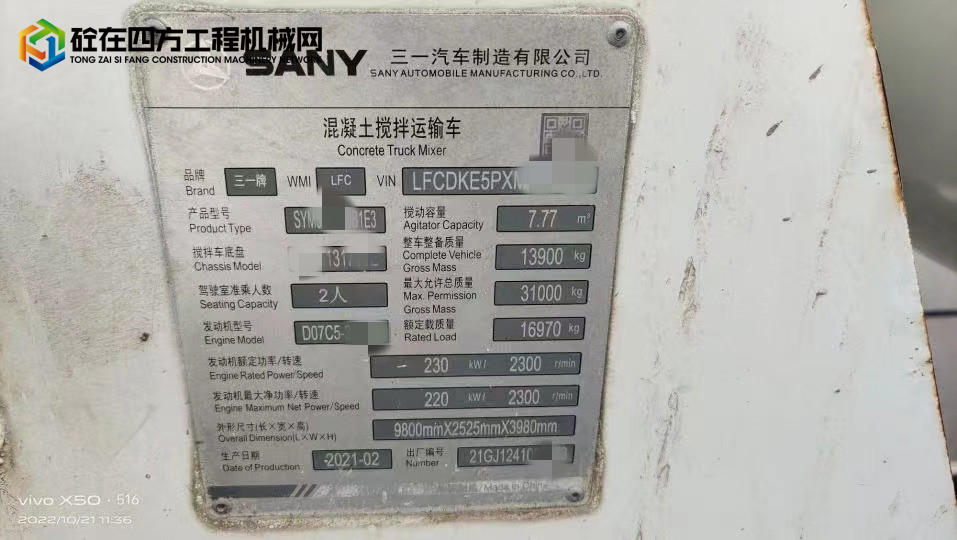 砼在四方工程机械网
TONG ZAI SI FANG CONSTRUCTION MACHINERY NETWORK
SANY 三一汽车制造有限公司
SANY AUTOMOBILE MANUFACTURING CO.,LTD.
混凝土搅拌运输车
Concrete Truck Mixer
品牌 Brand 三一牌 WMI LFC VIN LFCDKE5PX
产品型号 Product Type SYM 1E3 搅动容量 Agitator Capacity 7.77 m³
搅拌车底盘 Chassis Model 131 整车整备质量 Complete Vehicle Gross Mass 13900 kg
驾驶室准乘人数 Seating Capacity 2人 最大允许总质量 Max. Permission Gross Mass 31000 kg
发动机型号 Engine Model D07C5- 额定载质量 Rated Load 16970 kg
发动机额定功率/转速 Engine Rated Power/Speed – 230 kW/ 2300 r/min
发动机最大净功率/转速 Engine Maximum Net Power/Speed 220 kW/ 2300 r/min
外形尺寸(长×宽×高) Overall Dimension(L×W×H) 9800mmX2525mmX3980mm
生产日期 Date of Production 2021-02 出厂编号 Number 21GJ1241
Made in China
vivo X50 · 516
2022/10/21 11:36